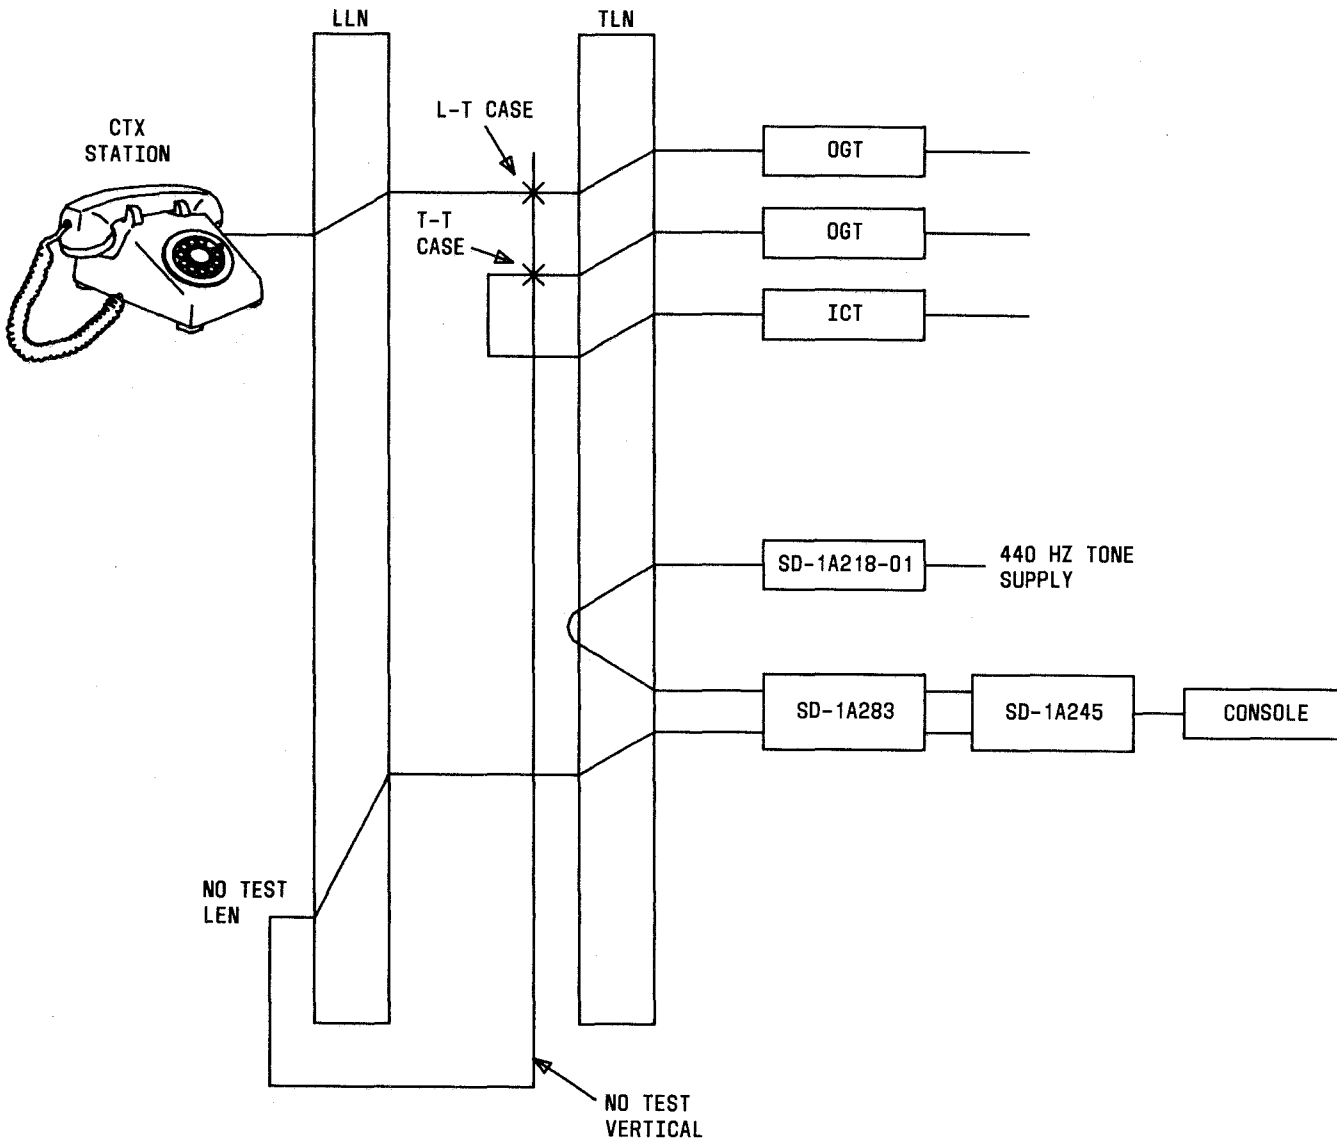 LLN
TLN
L-T CASE
CTX
STATION
OGT
T-T
CASE
OGT
ICT
SD-1A218-01
440 HZ TONE
SUPPLY
SD-1A283
SD-1A245
CONSOLE
NO TEST
LEN
NO TEST
VERTICAL